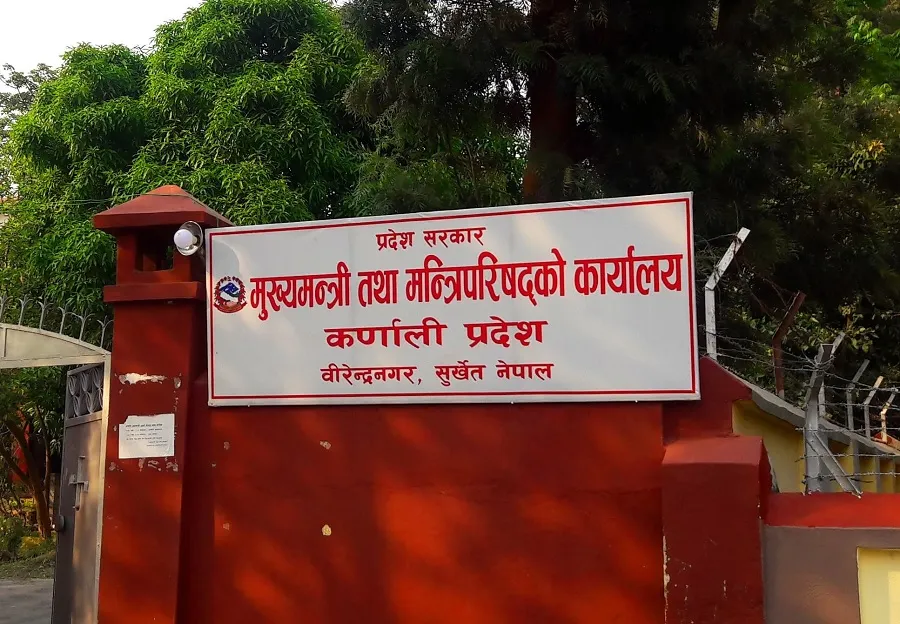 प्रदेश सरकार
मुख्यमन्त्री तथा मन्त्रिपरिषद्को कार्यालय
कर्णाली प्रदेश
वीरेन्द्रनगर, सुर्खेत नेपाल